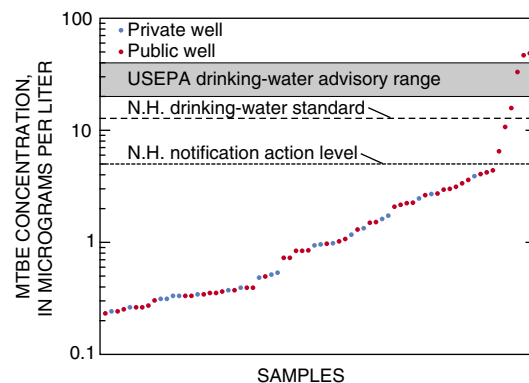 MTBE CONCENTRATION,
IN MICROGRAMS PER LITER
100
10
1
0.1
Private well
Public well
USEPA drinking-water advisory range
N.H. drinking-water standard
N.H. notification action level
SAMPLES